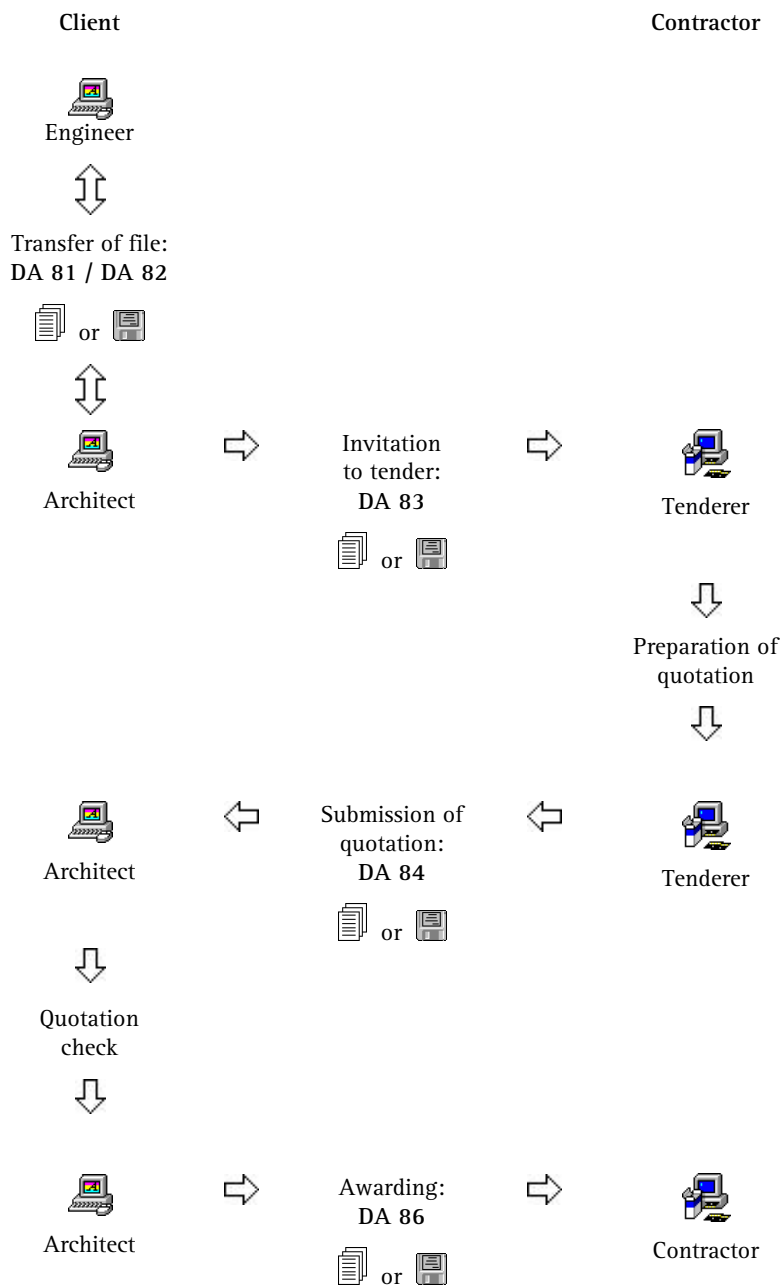 Client
Contractor
Engineer
Transfer of file:
DA 81 / DA 82
or
Architect
Invitation
to tender:
DA 83
or
Tenderer
Preparation of
quotation
Architect
Submission of
quotation:
DA 84
or
Tenderer
Quotation
check
Architect
Awarding:
DA 86
or
Contractor